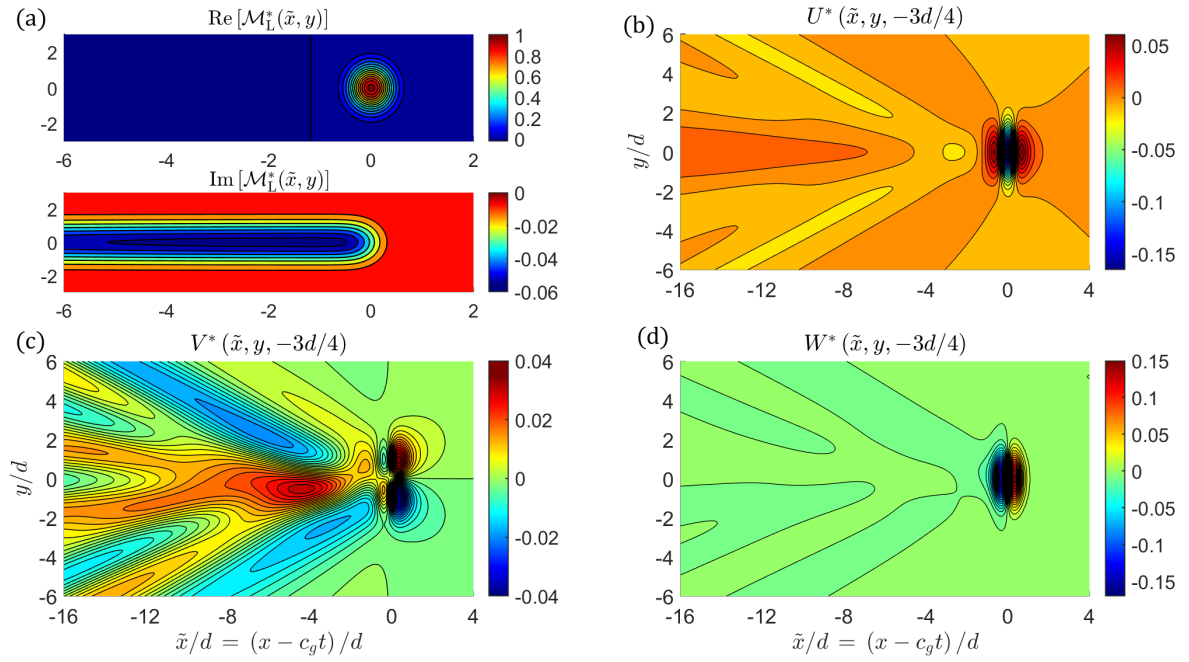 (a)
Re [ℳ*_L(x̃, y)]
2
0
-2
-6 -4 -2 0 2
1
0.8
0.6
0.4
0.2
0
Im [ℳ*_L(x̃, y)]
2
0
-2
-6 -4 -2 0 2
0
-0.02
-0.04
-0.06
(b)
U* (x̃, y, −3d/4)
y/d
6
4
2
0
-2
-4
-6
-16 -12 -8 -4 0 4
0.05
0
-0.05
-0.1
-0.15
(c)
V* (x̃, y, −3d/4)
y/d
6
4
2
0
-2
-4
-6
-16 -12 -8 -4 0 4
x̃/d = (x − c_g t) /d
0.04
0.02
0
-0.02
-0.04
(d)
W* (x̃, y, −3d/4)
y/d
6
4
2
0
-2
-4
-6
-16 -12 -8 -4 0 4
x̃/d = (x − c_g t) /d
0.15
0.1
0.05
0
-0.05
-0.1
-0.15